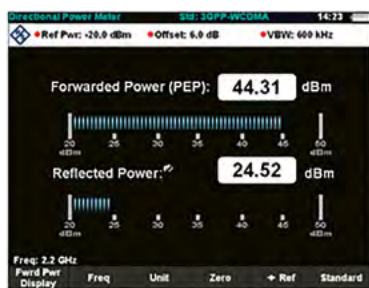 Directional Power Meter Std: 3GPP-WCDMA 14:23
Ref Pwr: -20.0 dBm Offset: 6.0 dB VBW: 600 kHz
Forwarded Power (PEP): 44.31 dBm
20 25 30 35 40 45 50
dBm dBm
Reflected Power: 24.52 dBm
20 25 30 35 40 45 50
dBm dBm
Freq: 2.2 GHz
Fwrd Pwr Display Freq Unit Zero → Ref Standard